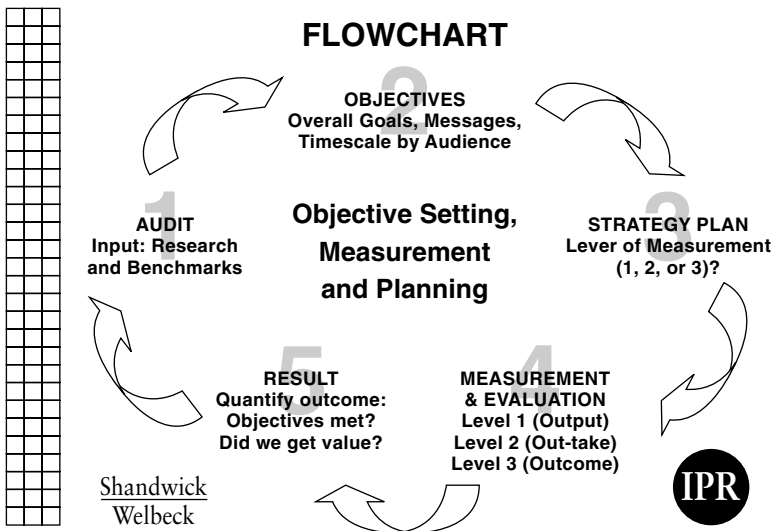 FLOWCHART
1
AUDIT
Input: Research
and Benchmarks
2
OBJECTIVES
Overall Goals, Messages,
Timescale by Audience
3
STRATEGY PLAN
Lever of Measurement
(1, 2, or 3)?
Objective Setting,
Measurement
and Planning
4
MEASUREMENT
& EVALUATION
Level 1 (Output)
Level 2 (Out-take)
Level 3 (Outcome)
5
RESULT
Quantify outcome:
Objectives met?
Did we get value?
Shandwick
Welbeck
IPR